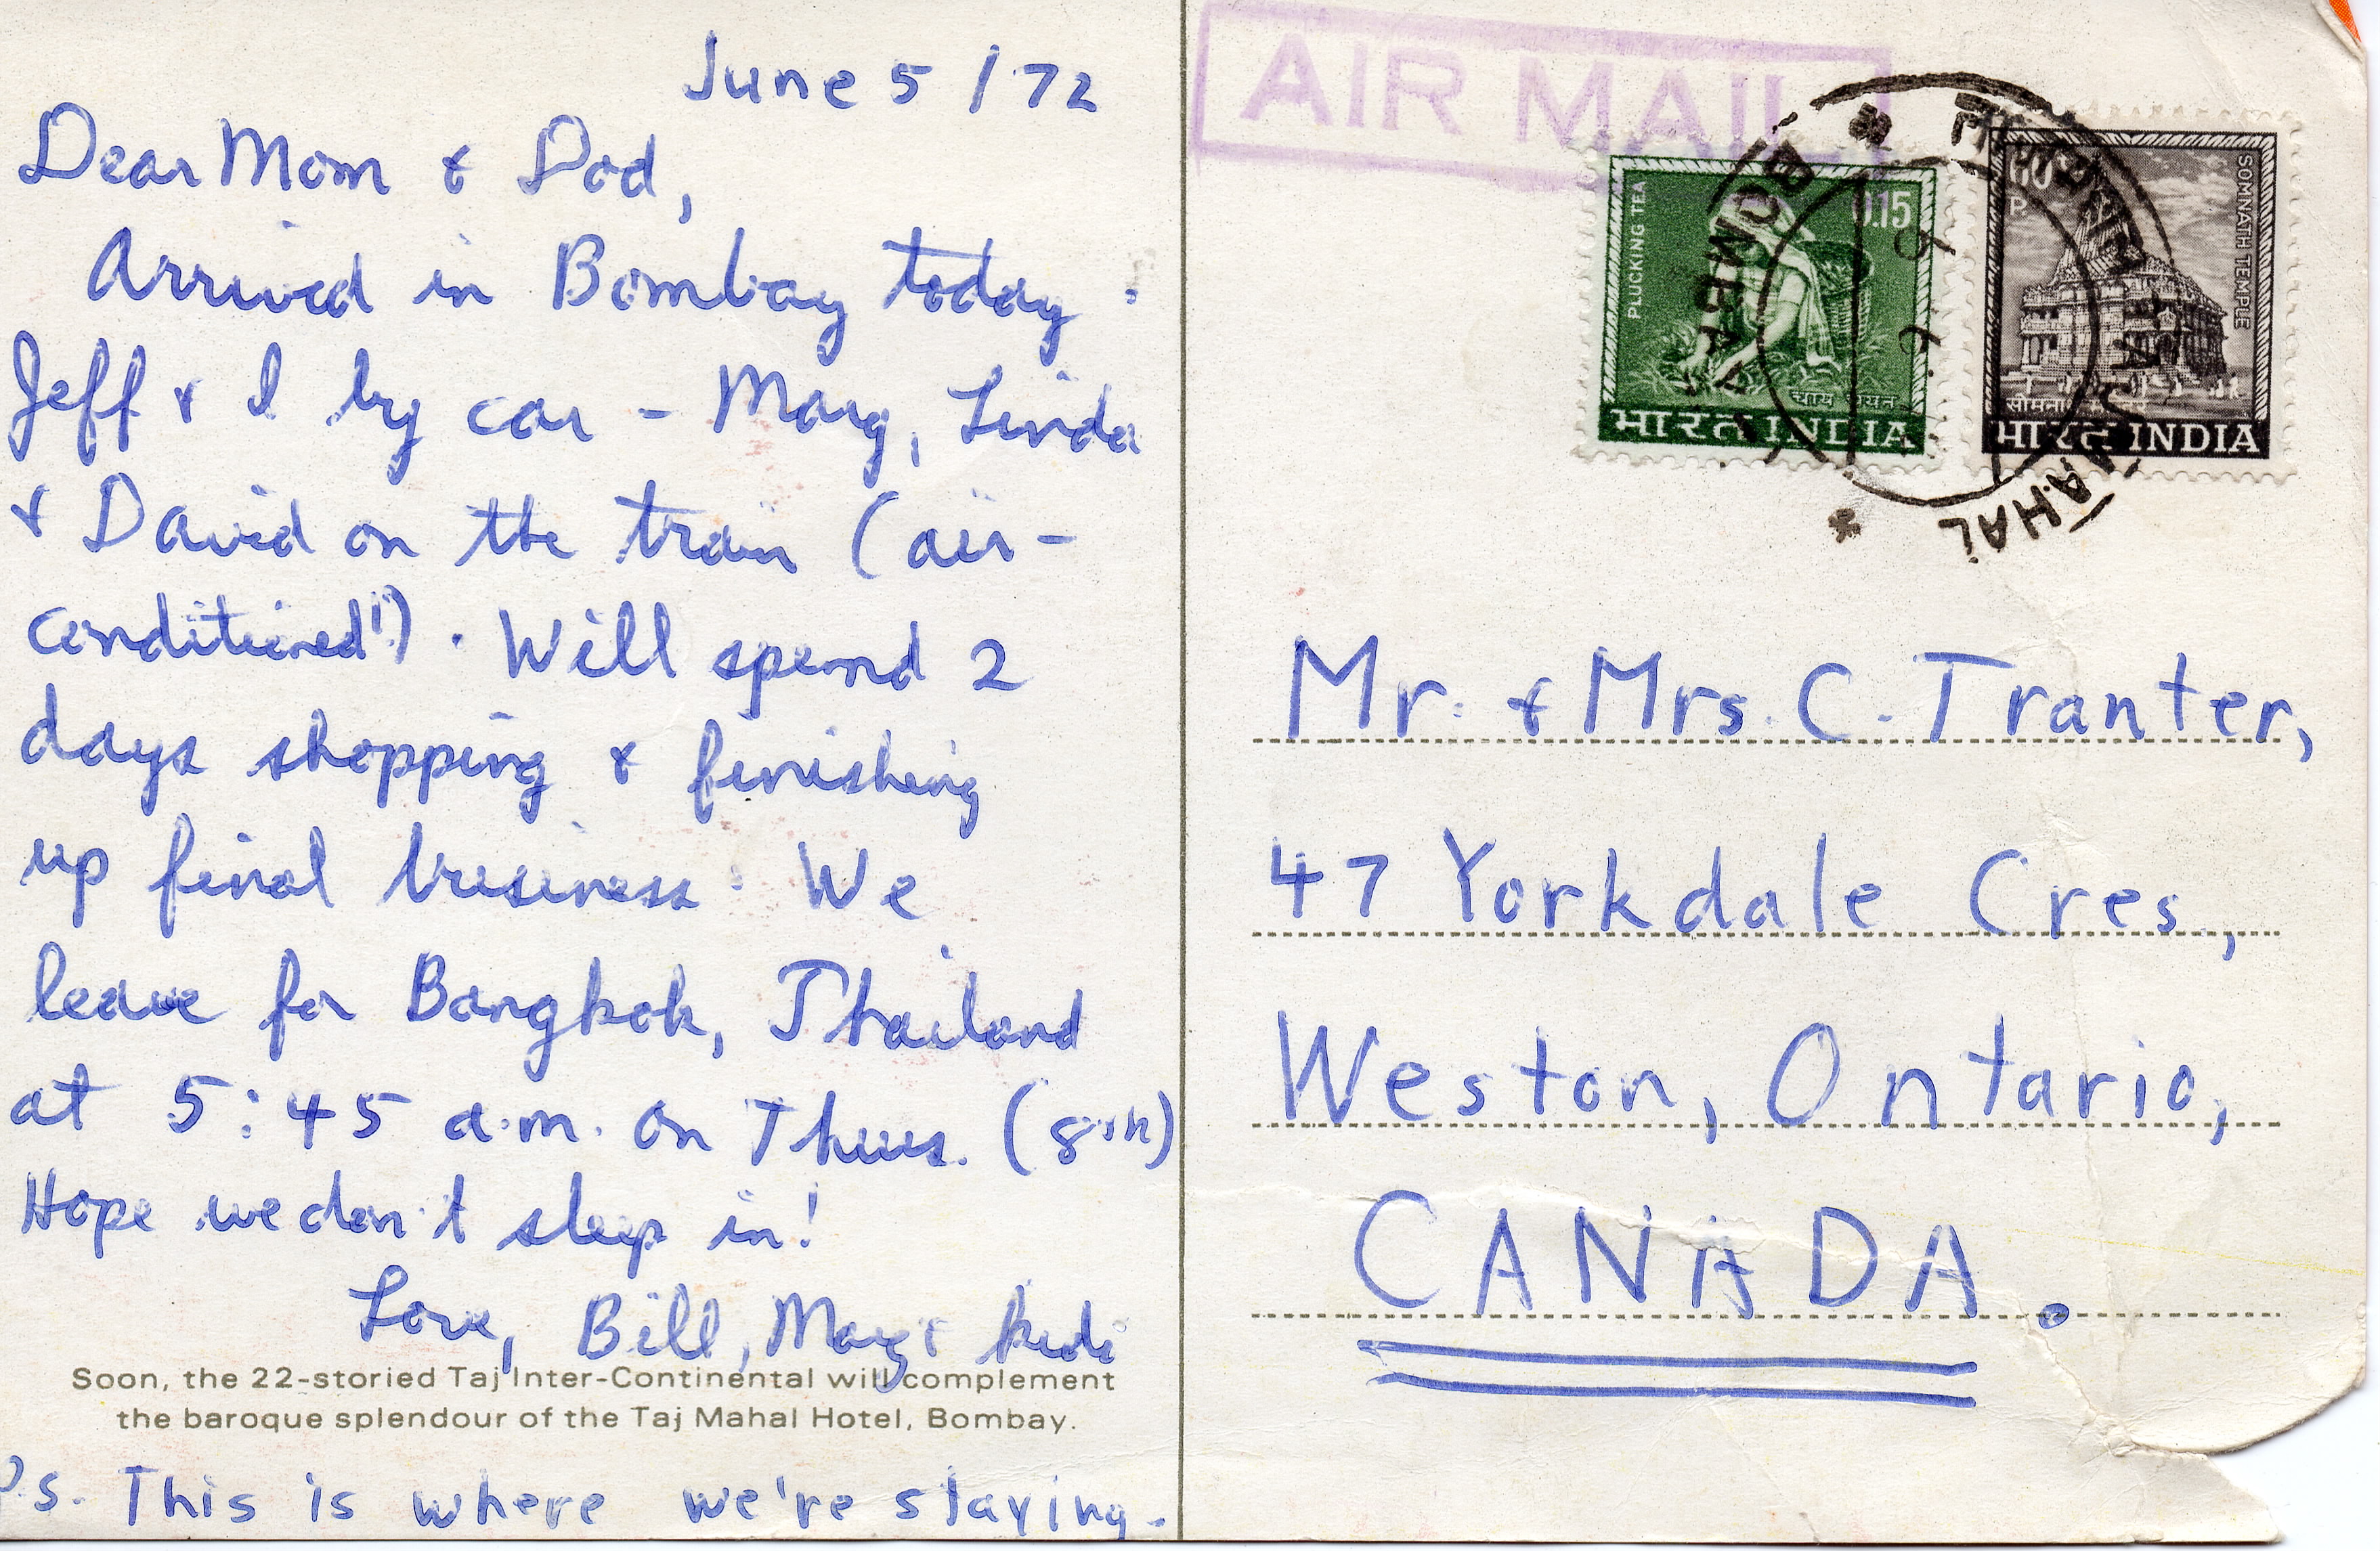 June 5 / 72
Dear Mom & Dad,
Arrived in Bombay today.
Jeff & I by car - Marg, Linda
& David on the train (air-
conditioned!). Will spend 2
days shopping & finishing
up final business. We
leave for Bangkok, Thailand
at 5:45 a.m. on Thurs. (8th)
Hope we don't sleep in!
Love, Bill, Marg & kids
Soon, the 22-storied Taj Inter-Continental will complement
the baroque splendour of the Taj Mahal Hotel, Bombay.
P.s. This is where we're staying.
AIR MAIL
PLUCKING TEA
0.15
चाय चयन
भारत INDIA
60
P
SOMNATH TEMPLE
भारत INDIA
BOMBAY
MAHAL
Mr. & Mrs. C. Tranter,
47 Yorkdale Cres.,
Weston, Ontario,
CANADA.